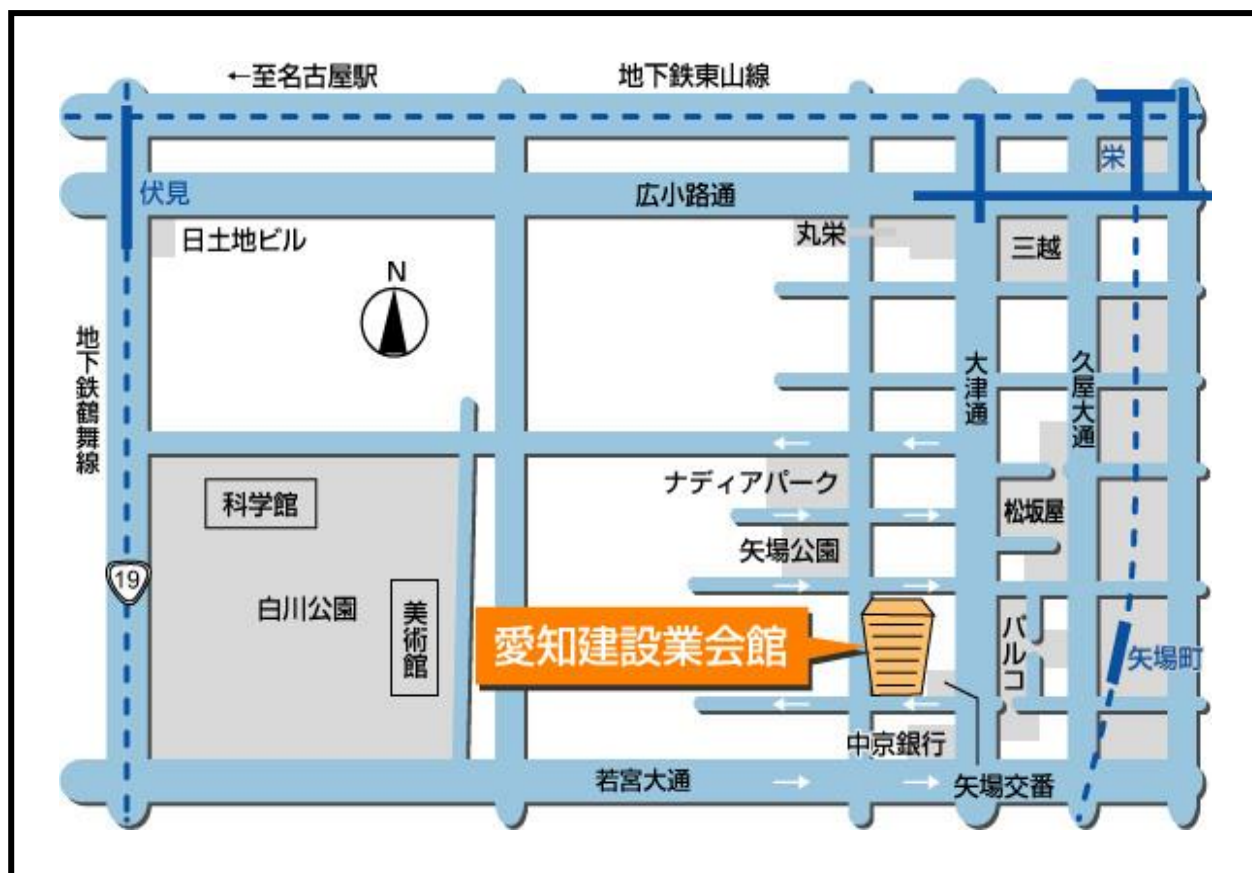 ←至名古屋駅
地下鉄東山線
栄
伏見
広小路通
日土地ビル
丸栄
三越
N
地下鉄鶴舞線
大津通
久屋大通
ナディアパーク
科学館
松坂屋
矢場公園
19
白川公園
美術館
愛知建設業会館
パルコ
矢場町
中京銀行
若宮大通
矢場交番